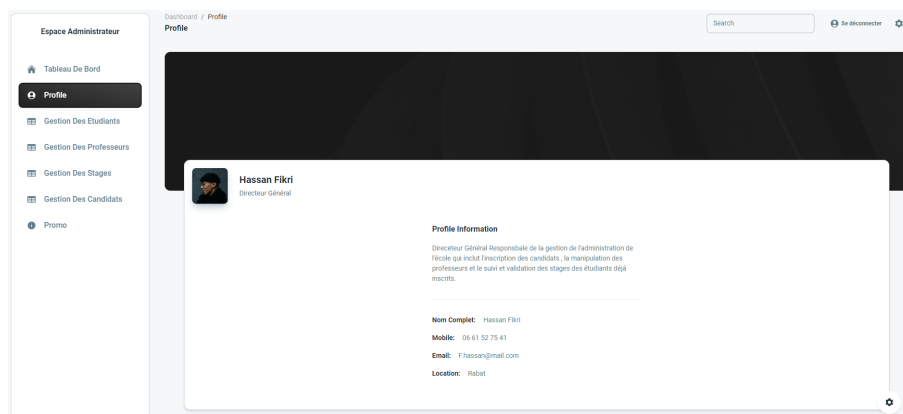 Espace Administrateur
Tableau De Bord
Profile
Gestion Des Etudiants
Gestion Des Professeurs
Gestion Des Stages
Gestion Des Candidats
Promo
Dashboard / Profile
Profile
Search
Se déconnecter
Hassan Fikri
Directeur Général
Profile Information
Direceteur Général Responsbale de la gestion de l'administration de
l'école qui inclut l'inscription des candidats , la manipulation des
professeurs et le suivi et validation des stages des étudiants déjà
inscrits.
Nom Complet: Hassan Fikri
Mobile: 06 61 52 75 41
Email: F.hassan@mail.com
Location: Rabat